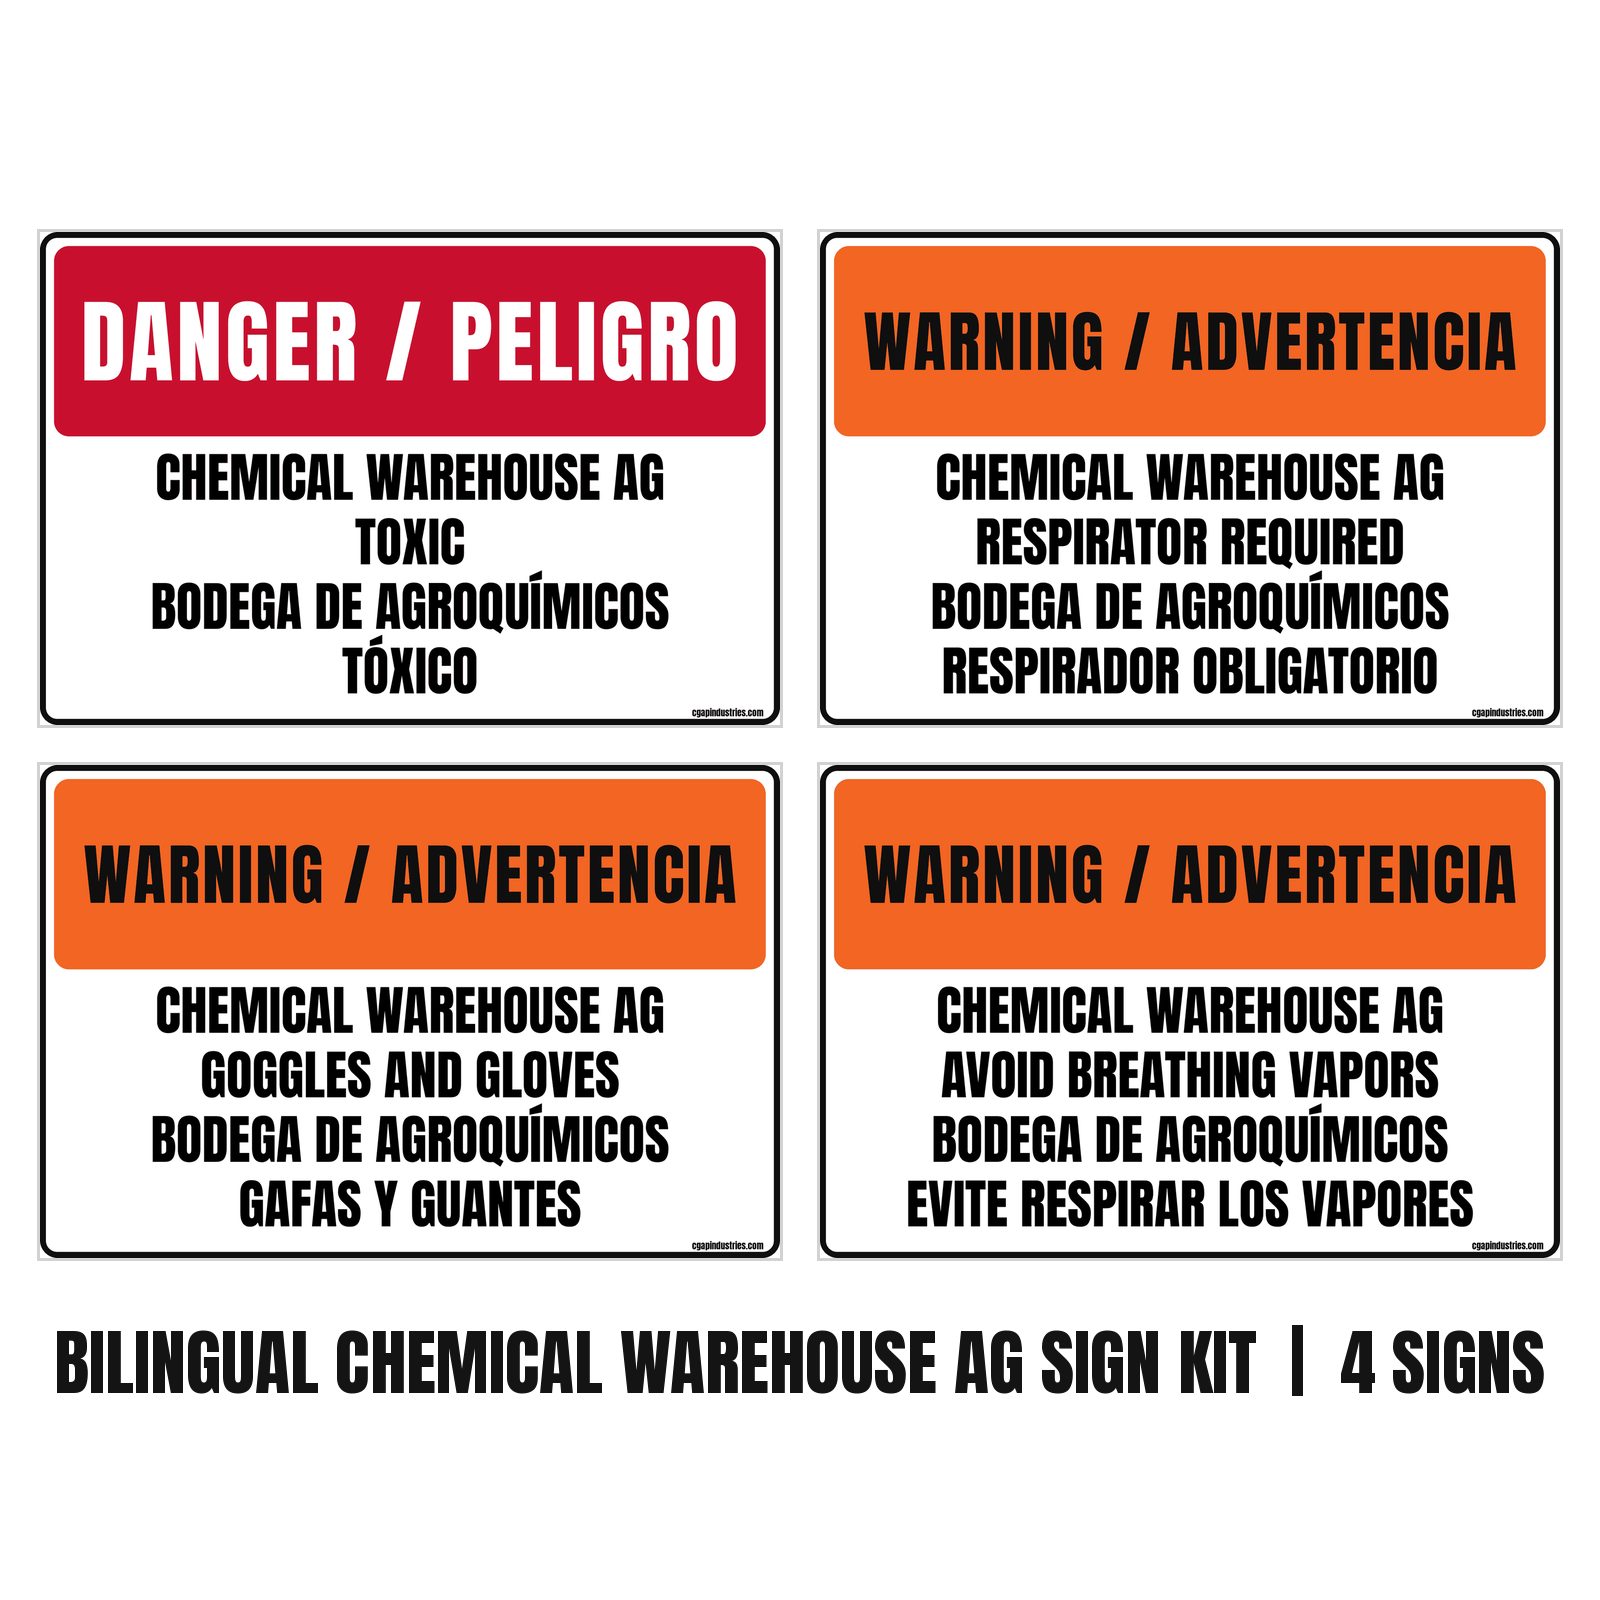 DANGER / PELIGRO
CHEMICAL WAREHOUSE AG
TOXIC
BODEGA DE AGROQUÍMICOS
TÓXICO
cgapindustries.com
WARNING / ADVERTENCIA
CHEMICAL WAREHOUSE AG
RESPIRATOR REQUIRED
BODEGA DE AGROQUÍMICOS
RESPIRADOR OBLIGATORIO
cgapindustries.com
WARNING / ADVERTENCIA
CHEMICAL WAREHOUSE AG
GOGGLES AND GLOVES
BODEGA DE AGROQUÍMICOS
GAFAS Y GUANTES
cgapindustries.com
WARNING / ADVERTENCIA
CHEMICAL WAREHOUSE AG
AVOID BREATHING VAPORS
BODEGA DE AGROQUÍMICOS
EVITE RESPIRAR LOS VAPORES
cgapindustries.com
BILINGUAL CHEMICAL WAREHOUSE AG SIGN KIT | 4 SIGNS